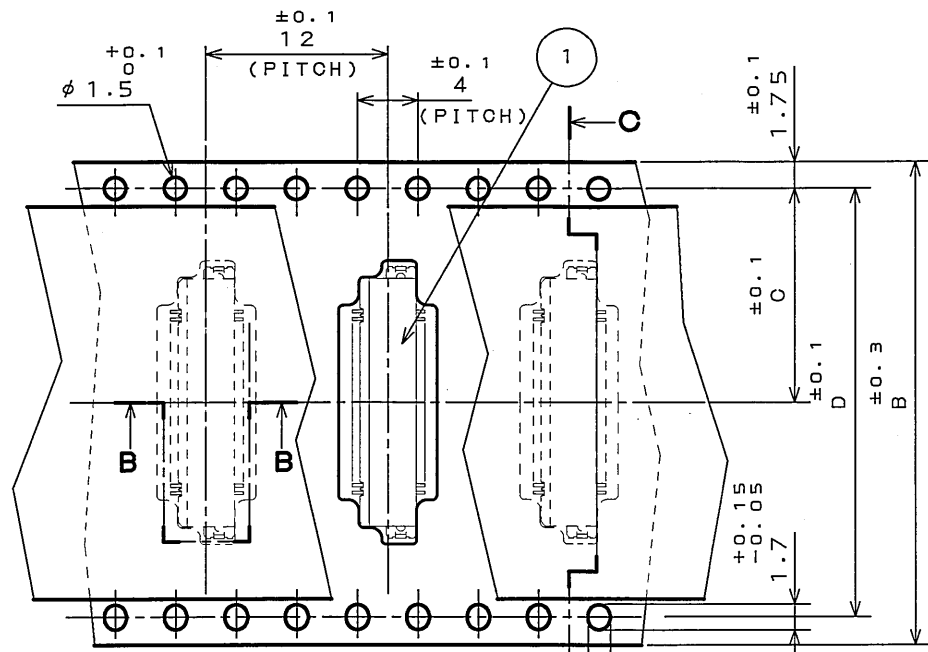 ±0.1
12
(PITCH)
+0.1
0
φ1.5
±0.1
4
(PITCH)
1
C
±0.1
1.75
±0.1
C
±0.1
D
±0.3
B
B
B
+0.15
-0.05
1.7